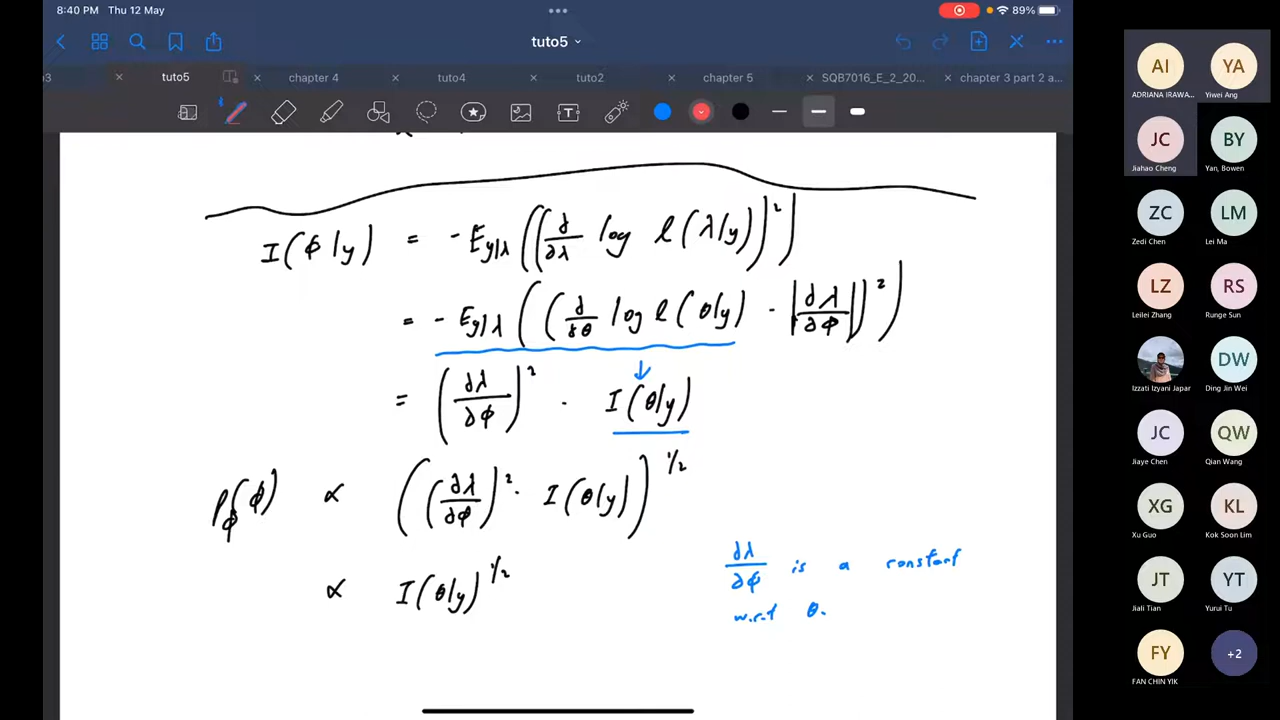 8:40 PM Thu 12 May
89%
tuto5
tuto5
chapter 4
tuto4
tuto2
chapter 5
SQB7016_E_2_20...
chapter 3 part 2 a...
I(ϕ|y) = - E_{y|λ} ((∂/∂λ log l(λ|y))²)
= - E_{y|λ} ((∂/∂θ log l(θ|y) · |∂λ/∂ϕ|)²)
= (∂λ/∂ϕ)² · I(θ|y)
P_ϕ(ϕ) ∝ ((∂λ/∂ϕ)² · I(θ|y))^{1/2}
∝ I(θ|y)^{1/2}
∂λ/∂ϕ is a constant
w.r.t θ.
AI
ADRIANA IRAWA...
YA
Yiwei Ang
JC
Jiahao Cheng
BY
Yan, Bowen
ZC
Zedi Chen
LM
Lei Ma
LZ
Leilei Zhang
RS
Runge Sun
Izzati Izyani Japar
DW
Ding Jin Wei
JC
Jiaye Chen
QW
Qian Wang
XG
Xu Guo
KL
Kok Soon Lim
JT
Jiali Tian
YT
Yurui Tu
FY
FAN CHIN YIK
+2